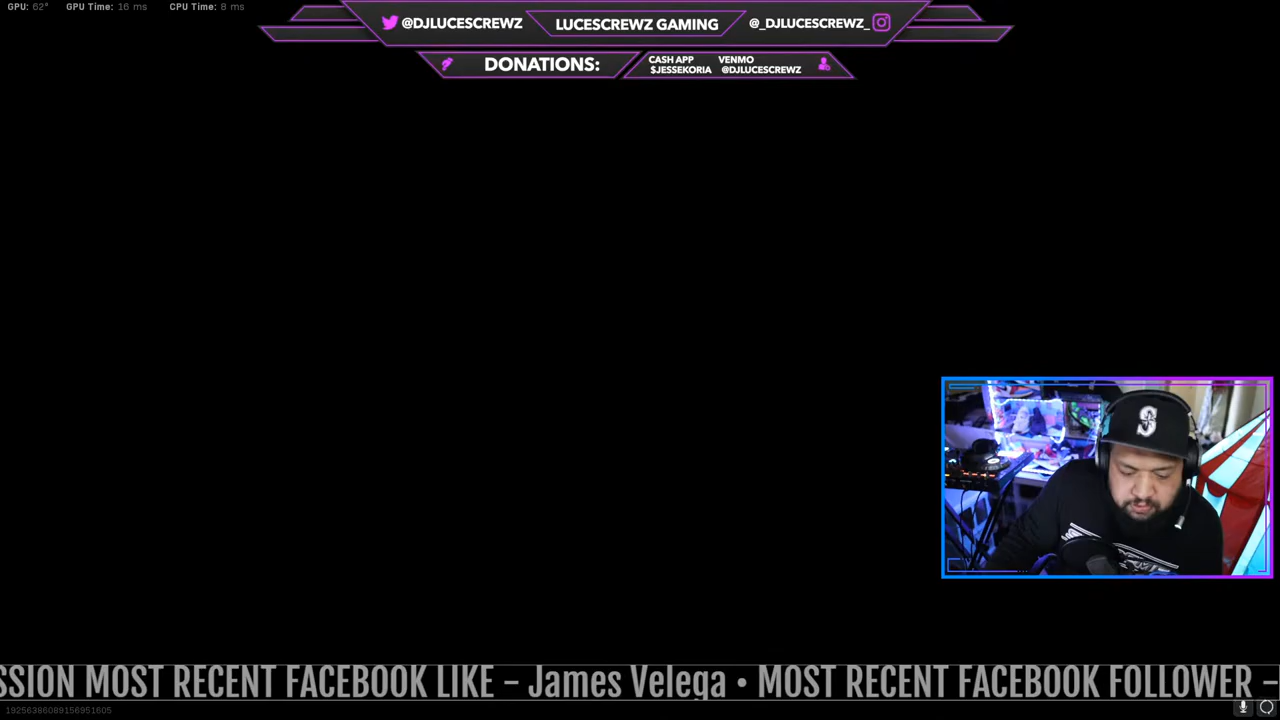 GPU: 62° GPU Time: 16 ms CPU Time: 8 ms
@DJLUCESCREWZ LUCESCREWZ GAMING @_DJLUCESCREWZ_
DONATIONS: CASH APP VENMO
$JESSEKORIA @DJLUCESCREWZ
S
SSION MOST RECENT FACEBOOK LIKE - James Velega • MOST RECENT FACEBOOK FOLLOWER -
19256386089156951605